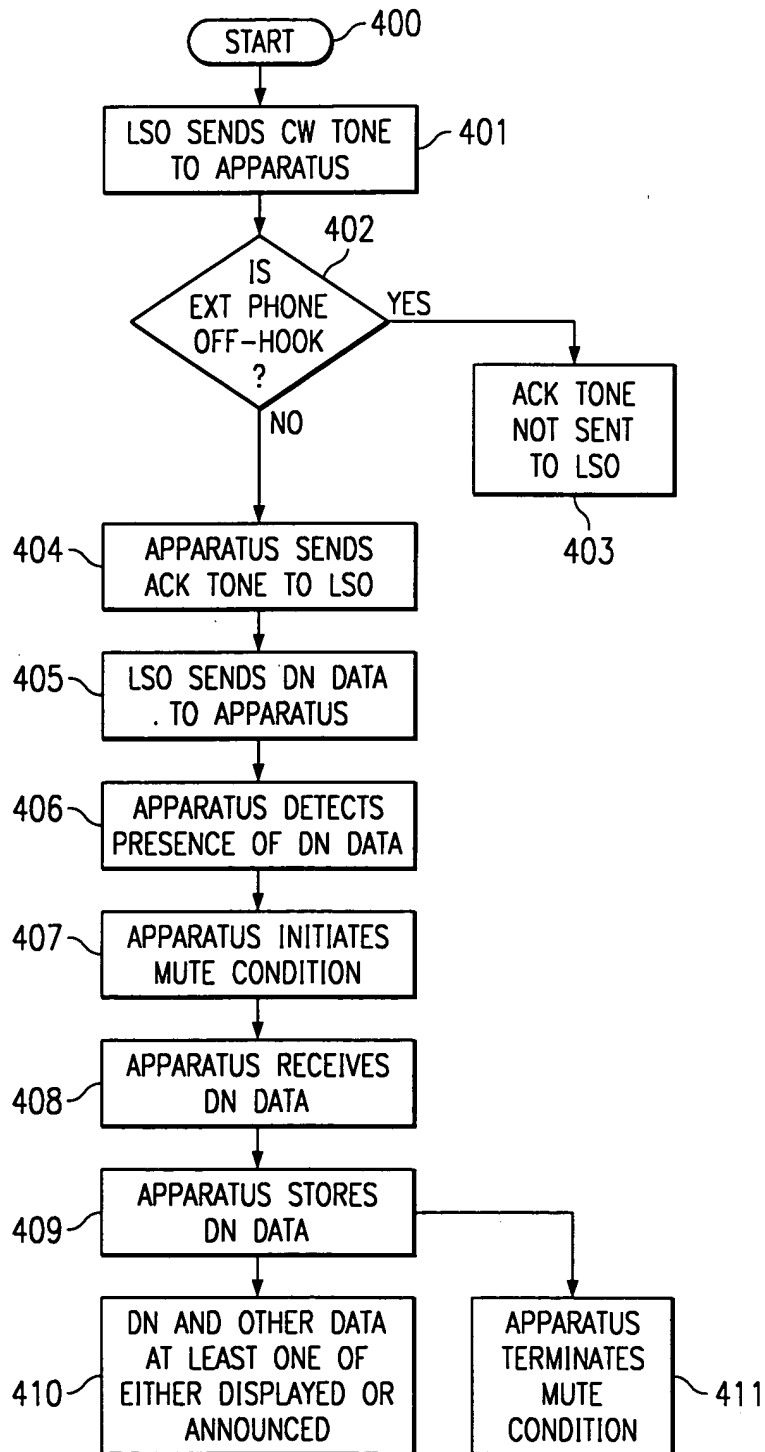 START
400
LSO SENDS CW TONE
TO APPARATUS
401
402
IS
EXT PHONE
OFF-HOOK
?
YES
NO
ACK TONE
NOT SENT
TO LSO
403
404
APPARATUS SENDS
ACK TONE TO LSO
405
LSO SENDS DN DATA
TO APPARATUS
406
APPARATUS DETECTS
PRESENCE OF DN DATA
407
APPARATUS INITIATES
MUTE CONDITION
408
APPARATUS RECEIVES
DN DATA
409
APPARATUS STORES
DN DATA
410
DN AND OTHER DATA
AT LEAST ONE OF
EITHER DISPLAYED OR
ANNOUNCED
APPARATUS
TERMINATES
MUTE
CONDITION
411